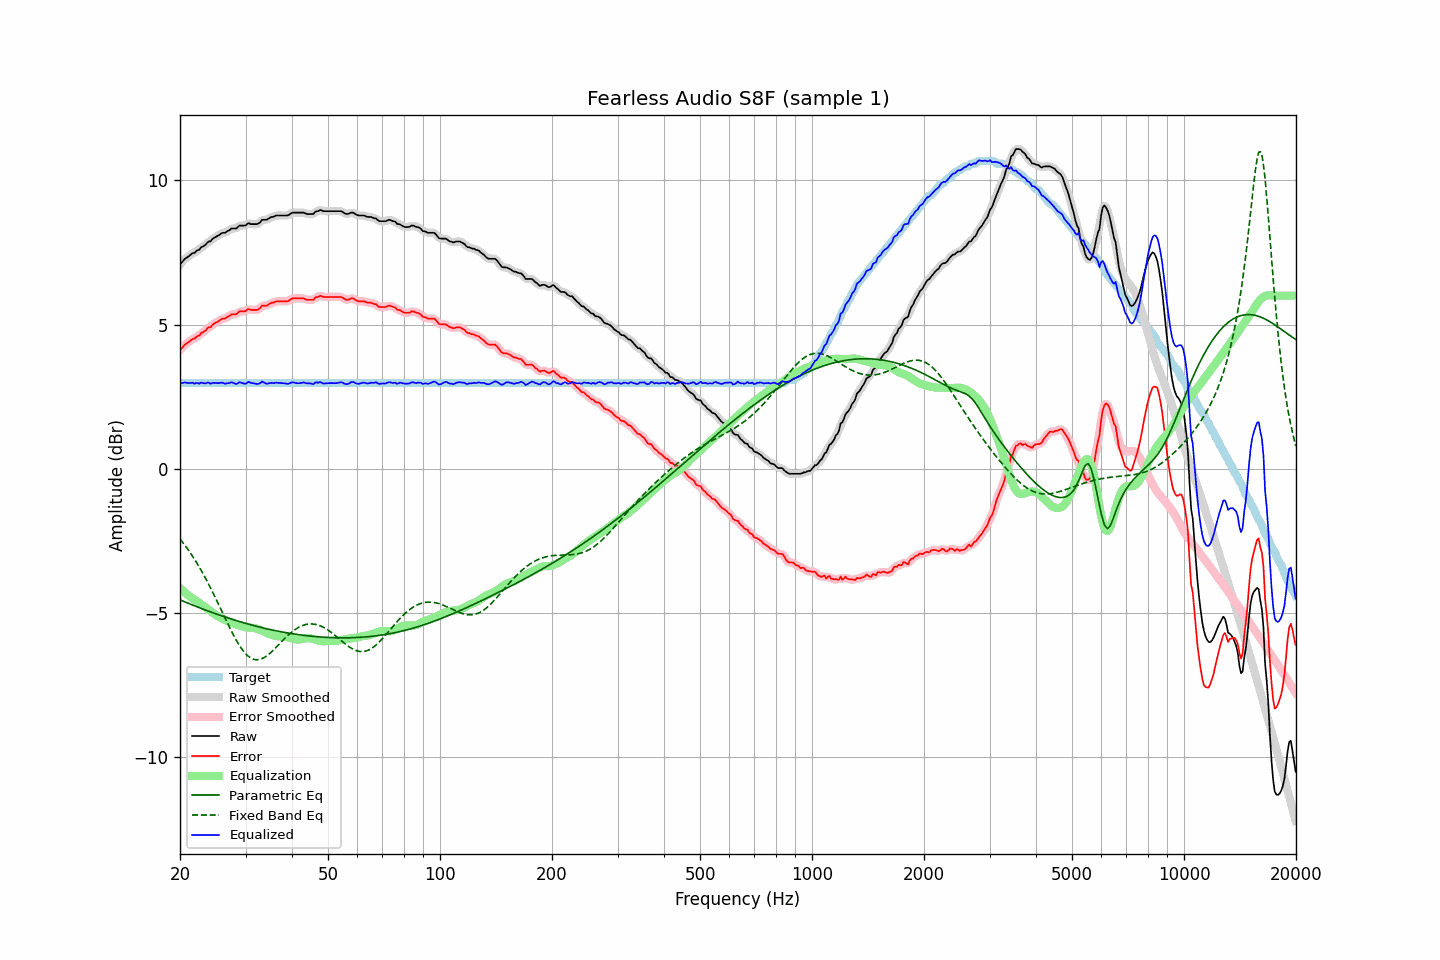 Fearless Audio S8F (sample 1)
Amplitude (dBr)
10
5
0
−5
−10
Target
Raw Smoothed
Error Smoothed
Raw
Error
Equalization
Parametric Eq
Fixed Band Eq
Equalized
20 50 100 200 500 1000 2000 5000 10000 20000
Frequency (Hz)